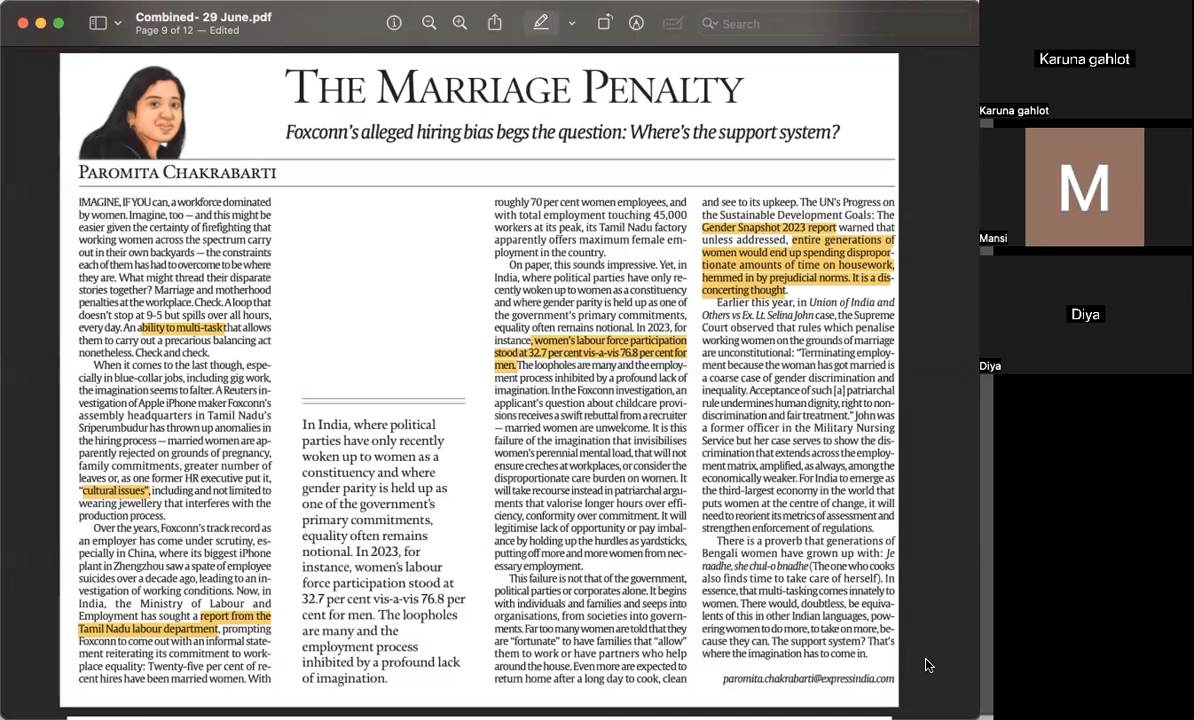 Combined- 29 June.pdf
Page 9 of 12 — Edited
Search
THE MARRIAGE PENALTY
Foxconn's alleged hiring bias begs the question: Where's the support system?
PAROMITA CHAKRABARTI
IMAGINE, IF YOU can, a workforce dominated
by women. Imagine, too — and this might be
easier given the certainty of firefighting that
working women across the spectrum carry
out in their own backyards — the constraints
each of them has had to overcome to be where
they are. What might thread their disparate
stories together? Marriage and motherhood
penalties at the workplace. Check. A loop that
doesn't stop at 9-5 but spills over all hours,
every day. An ability to multi-task that allows
them to carry out a precarious balancing act
nonetheless. Check and check.
When it comes to the last though, espe-
cially in blue-collar jobs, including gig work,
the imagination seems to falter. A Reuters in-
vestigation of Apple iPhone maker Foxconn's
assembly headquarters in Tamil Nadu's
Sriperumbudur has thrown up anomalies in
the hiring process — married women are ap-
parently rejected on grounds of pregnancy,
family commitments, greater number of
leaves or, as one former HR executive put it,
"cultural issues", including and not limited to
wearing jewellery that interferes with the
production process.
Over the years, Foxconn's track record as
an employer has come under scrutiny, es-
pecially in China, where its biggest iPhone
plant in Zhengzhou saw a spate of employee
suicides over a decade ago, leading to an in-
vestigation of working conditions. Now, in
India, the Ministry of Labour and
Employment has sought a report from the
Tamil Nadu labour department, prompting
Foxconn to come out with an informal state-
ment reiterating its commitment to work-
place equality: Twenty-five per cent of re-
cent hires have been married women. With
In India, where political
parties have only recently
woken up to women as a
constituency and where
gender parity is held up as
one of the government's
primary commitments,
equality often remains
notional. In 2023, for
instance, women's labour
force participation stood at
32.7 per cent vis-a-vis 76.8 per
cent for men. The loopholes
are many and the
employment process
inhibited by a profound lack
of imagination.
roughly 70 per cent women employees, and
with total employment touching 45,000
workers at its peak, its Tamil Nadu factory
apparently offers maximum female em-
ployment in the country.
On paper, this sounds impressive. Yet, in
India, where political parties have only re-
cently woken up to women as a constituency
and where gender parity is held up as one of
the government's primary commitments,
equality often remains notional. In 2023, for
instance, women's labour force participation
stood at 32.7 per cent vis-a-vis 76.8 per cent for
men. The loopholes are many and the employ-
ment process inhibited by a profound lack of
imagination. In the Foxconn investigation, an
applicant's question about childcare provi-
sions receives a swift rebuttal from a recruiter
— married women are unwelcome. It is this
failure of the imagination that invisibilises
women's perennial mental load, that will not
ensure creches at workplaces, or consider the
disproportionate care burden on women. It
will take recourse instead in patriarchal argu-
ments that valorise longer hours over effi-
ciency, conformity over commitment. It will
legitimise lack of opportunity or pay imbal-
ance by holding up the hurdles as yardsticks,
putting off more and more women from nec-
essary employment.
This failure is not that of the government,
political parties or corporates alone. It begins
with individuals and families and seeps into
organisations, from societies into govern-
ments. Far too many women are told that they
are "fortunate" to have families that "allow"
them to work or have partners who help
around the house. Even more are expected to
return home after a long day to cook, clean
and see to its upkeep. The UN's Progress on
the Sustainable Development Goals: The
Gender Snapshot 2023 report warned that
unless addressed, entire generations of
women would end up spending dispropor-
tionate amounts of time on housework,
hemmed in by prejudicial norms. It is a dis-
concerting thought.
Earlier this year, in Union of India and
Others vs Ex. Lt. Selina John case, the Supreme
Court observed that rules which penalise
working women on the grounds of marriage
are unconstitutional: "Terminating employ-
ment because the woman has got married is
a coarse case of gender discrimination and
inequality. Acceptance of such [a] patriarchal
rule undermines human dignity, right to non-
discrimination and fair treatment." John was
a former officer in the Military Nursing
Service but her case serves to show the dis-
crimination that extends across the employ-
ment matrix, amplified, as always, among the
economically weaker. For India to emerge as
the third-largest economy in the world that
puts women at the centre of change, it will
need to reorient its metrics of assessment and
strengthen enforcement of regulations.
There is a proverb that generations of
Bengali women have grown up with: Je
raadhe, she chul-o bnadhe (The one who cooks
also finds time to take care of herself). In
essence, that multi-tasking comes innately to
women. There would, doubtless, be equiva-
lents of this in other Indian languages, pow-
ering women to do more, to take on more, be-
cause they can. The support system? That's
where the imagination has to come in.
paromita.chakrabarti@expressindia.com
Karuna gahlot
Karuna gahlot
M
Mansi
Diya
Diya